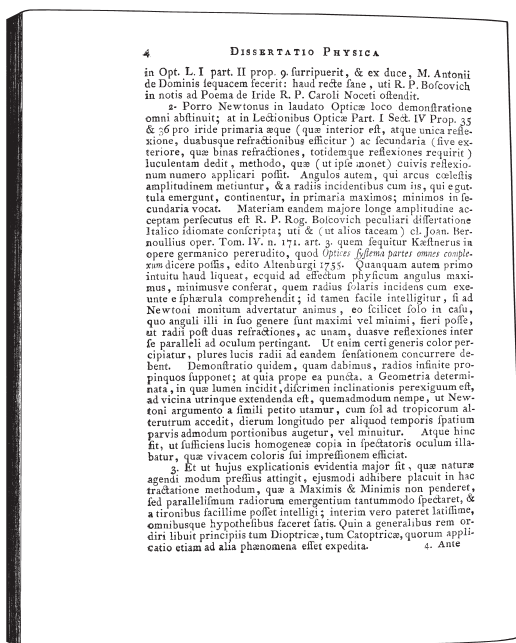 4 DISSERTATIO PHYSICA
in Opt. L. I part. II prop. 9. ſurripuerit, & ex duce, M. Antonii
de Dominis ſequacem fecerit: haud recte ſane, uti R. P. Boſcovich
in notis ad Poema de Iride R. P. Caroli Noceti oſtendit.
2. Porro Newtonus in laudato Opticæ loco demonſtratione
omni abſtinuit; at in Lectionibus Opticæ Part. I Sect. IV Prop. 35
& 36 pro iride primaria æque (quæ interior eſt, atque unica refle-
xione, duabusque refractionibus efficitur) ac ſecundaria (ſive ex-
teriore, quæ binas refractiones, totidemque reflexiones requirit)
luculentam dedit, methodo, quæ (ut ipſe monet) cuivis reflexio-
num numero applicari poſſit. Angulos autem, qui arcus cœleſtis
amplitudinem metiuntur, & a radiis incidentibus cum iis, qui e gut-
tula emergunt, continentur, in primaria maximos; minimos in ſe-
cundaria vocat. Materiam eandem majore longe amplitudine ac-
ceptam perſecutus eſt R. P. Rog. Boſcovich peculiari diſſertatione
Italico idiomate conſcripta; uti & (ut alios taceam) cl. Joan. Ber-
noullius oper. Tom. IV. n. 171. art. 3. quem ſequitur Kæſtnerus in
opere germanico pererudito, quod Optices ſyſtema partes omnes comple-
xum dicere poſſis, edito Altenburgi 1755. Quanquam autem primo
intuitu haud liqueat, ecquid ad effectum phyſicum angulus maxi-
mus, minimusve conferat, quem radius ſolaris incidens cum exe-
unte e ſphærula comprehendit; id tamen facile intelligitur, ſi ad
Newtoni monitum advertatur animus, eo ſcilicet ſolo in caſu,
quo anguli illi in ſuo genere ſunt maximi vel minimi, fieri poſſe,
ut radii poſt duas refractiones, ac unam, duasve reflexiones inter
ſe paralleli ad oculum pertingant. Ut enim certi generis color per-
cipiatur, plures lucis radii ad eandem ſenſationem concurrere de-
bent. Demonſtratio quidem, quam dabimus, radios infinite pro-
pinquos ſupponet; at quia prope ea puncta, a Geometria determi-
nata, in quæ lumen incidit, diſcrimen inclinationis perexiguum eſt,
ad vicina utrinque extendenda eſt, quemadmodum nempe, ut New-
toni argumento a ſimili petito utamur, cum ſol ad tropicorum al-
terutrum accedit, dierum longitudo per aliquod temporis ſpatium
parvis admodum portionibus augetur, vel minuitur. Atque hinc
fit, ut ſufficiens lucis homogeneæ copia in ſpectatoris oculum illa-
batur, quæ vivacem coloris ſui impreſſionem efficiat.
3. Et ut hujus explicationis evidentia major ſit, quæ naturæ
agendi modum preſſius attingit, ejusmodi adhibere placuit in hac
tractatione methodum, quæ a Maximis & Minimis non penderet,
ſed paralleliſmum radiorum emergentium tantummodo ſpectaret, &
a tironibus facillime poſſet intelligi; interim vero pateret latiſſime,
omnibusque hypotheſibus faceret ſatis. Quin a generalibus rem or-
diri libuit principiis tum Dioptricæ, tum Catoptricæ, quorum appli-
catio etiam ad alia phænomena eſſet expedita. 4. Ante